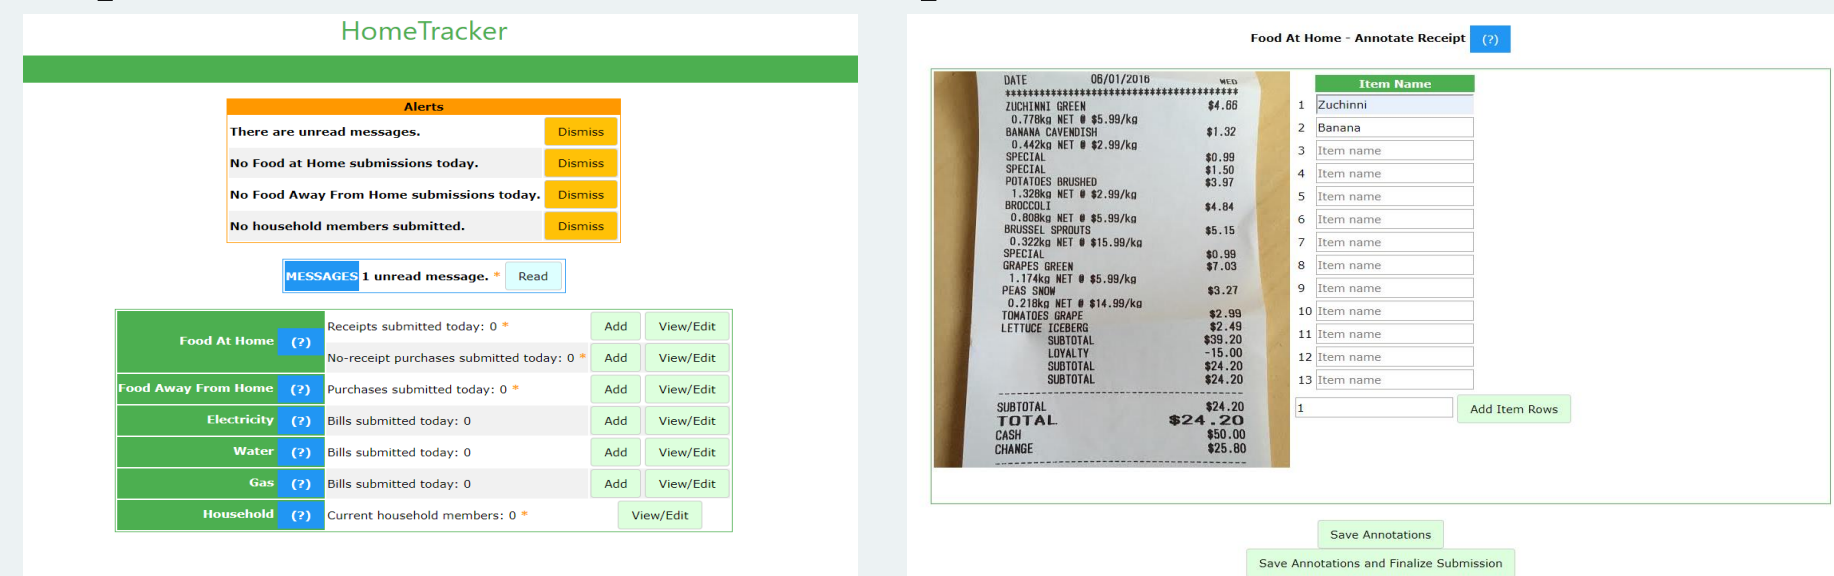 HomeTracker
Alerts
There are unread messages. Dismiss
No Food at Home submissions today. Dismiss
No Food Away From Home submissions today. Dismiss
No household members submitted. Dismiss
MESSAGES 1 unread message. * Read
Food At Home (?)
Receipts submitted today: 0 * Add View/Edit
No-receipt purchases submitted today: 0 * Add View/Edit
Food Away From Home (?) Purchases submitted today: 0 * Add View/Edit
Electricity (?) Bills submitted today: 0 Add View/Edit
Water (?) Bills submitted today: 0 Add View/Edit
Gas (?) Bills submitted today: 0 Add View/Edit
Household (?) Current household members: 0 * View/Edit
Food At Home - Annotate Receipt (?)
DATE 06/01/2016 WED
****************************************
ZUCHINNI GREEN $4.66
0.778kg NET @ $5.99/kg
BANANA CAVENDISH $1.32
0.442kg NET @ $2.99/kg
SPECIAL $0.99
SPECIAL $1.50
POTATOES BRUSHED $3.97
1.328kg NET @ $2.99/kg
BROCCOLI $4.84
0.808kg NET @ $5.99/kg
BRUSSEL SPROUTS $5.15
0.322kg NET @ $15.99/kg
SPECIAL $0.99
GRAPES GREEN $7.03
1.174kg NET @ $5.99/kg
PEAS SNOW $3.27
0.218kg NET @ $14.99/kg
TOMATOES GRAPE $2.99
LETTUCE ICEBERG $2.49
SUBTOTAL $39.20
LOYALTY -15.00
SUBTOTAL $24.20
SUBTOTAL $24.20
SUBTOTAL $24.20
TOTAL $24.20
CASH $50.00
CHANGE $25.80
Item Name
1 Zuchinni
2 Banana
3 Item name
4 Item name
5 Item name
6 Item name
7 Item name
8 Item name
9 Item name
10 Item name
11 Item name
12 Item name
13 Item name
1 Add Item Rows
Save Annotations
Save Annotations and Finalize Submission